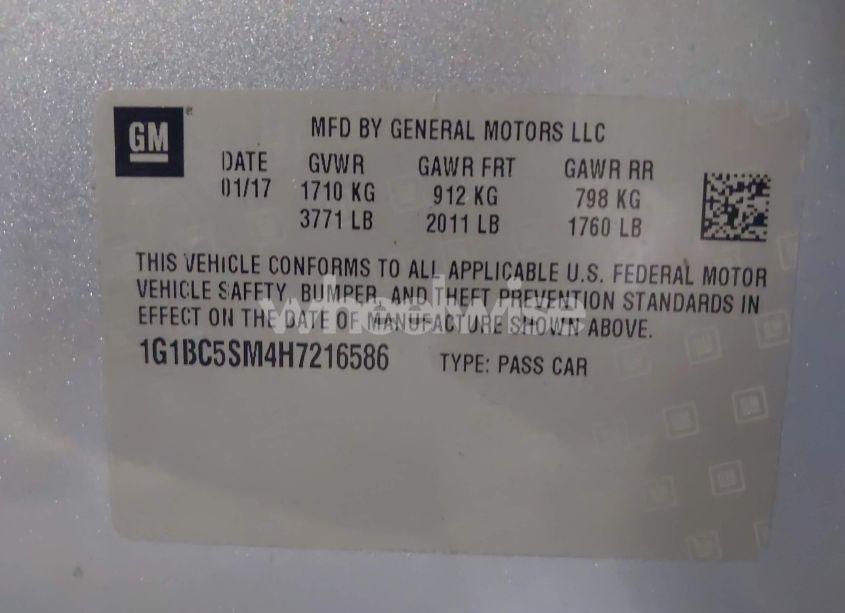 GM
MFD BY GENERAL MOTORS LLC
DATE GVWR GAWR FRT GAWR RR
01/17 1710 KG 912 KG 798 KG
3771 LB 2011 LB 1760 LB
THIS VEHICLE CONFORMS TO ALL APPLICABLE U.S. FEDERAL MOTOR
VEHICLE SAFETY, BUMPER, AND THEFT PREVENTION STANDARDS IN
EFFECT ON THE DATE OF MANUFACTURE SHOWN ABOVE.
wheelwise
1G1BC5SM4H7216586 TYPE: PASS CAR